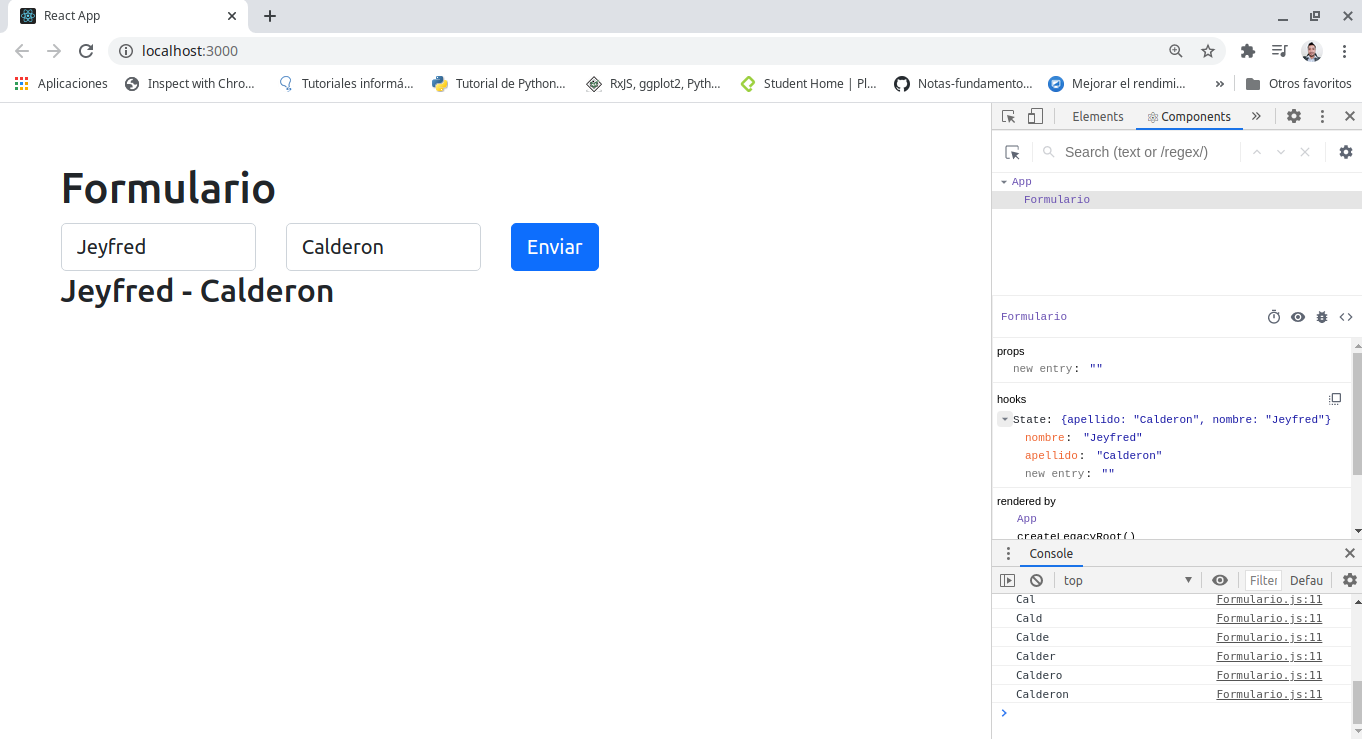 React App
localhost:3000
Aplicaciones Inspect with Chro... Tutoriales informá... Tutorial de Python... RxJS, ggplot2, Pyth... Student Home | Pl... Notas-fundamento... Mejorar el rendimi... » Otros favoritos
Formulario
Jeyfred Calderon Enviar
Jeyfred - Calderon
Elements Components »
Search (text or /regex/)
App
Formulario
Formulario
props
new entry: ""
hooks
State: {apellido: "Calderon", nombre: "Jeyfred"}
nombre: "Jeyfred"
apellido: "Calderon"
new entry: ""
rendered by
App
createLegacyRoot()
Console
top Filter Defau
Cal Formulario.js:11
Cald Formulario.js:11
Calde Formulario.js:11
Calder Formulario.js:11
Caldero Formulario.js:11
Calderon Formulario.js:11